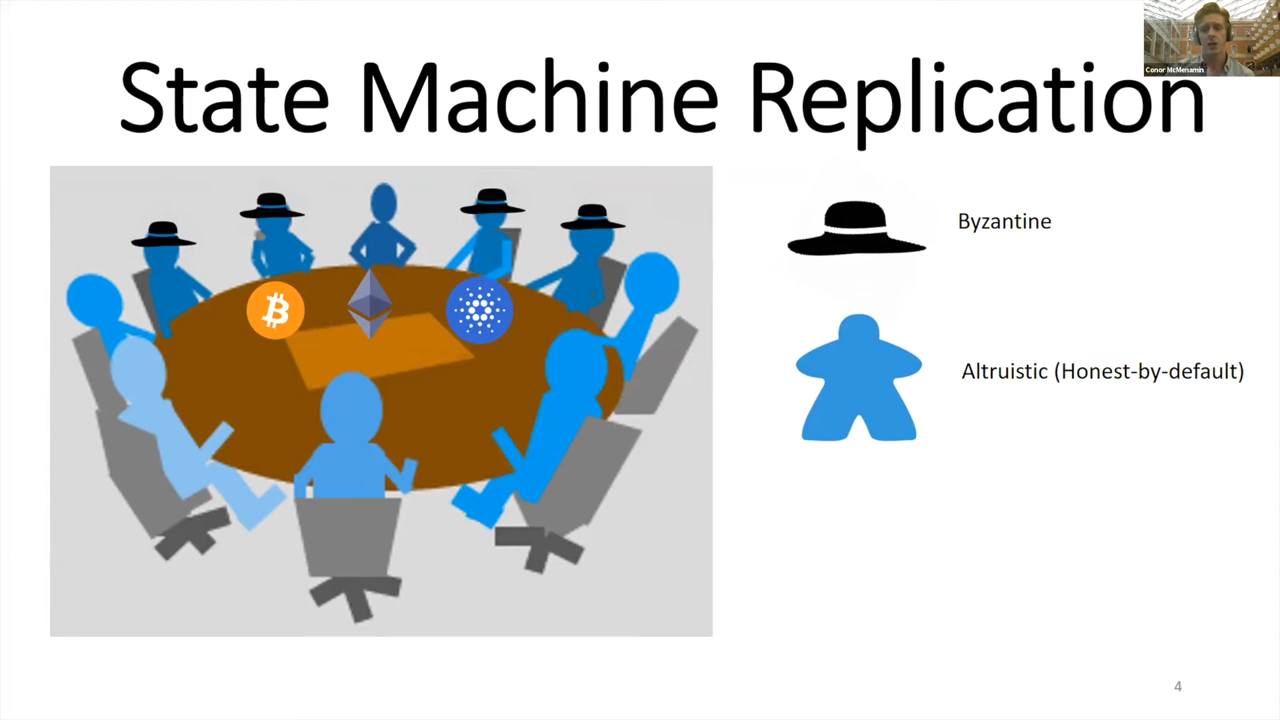 Conor McMenamin
State Machine Replication
Byzantine
Altruistic (Honest-by-default)
4